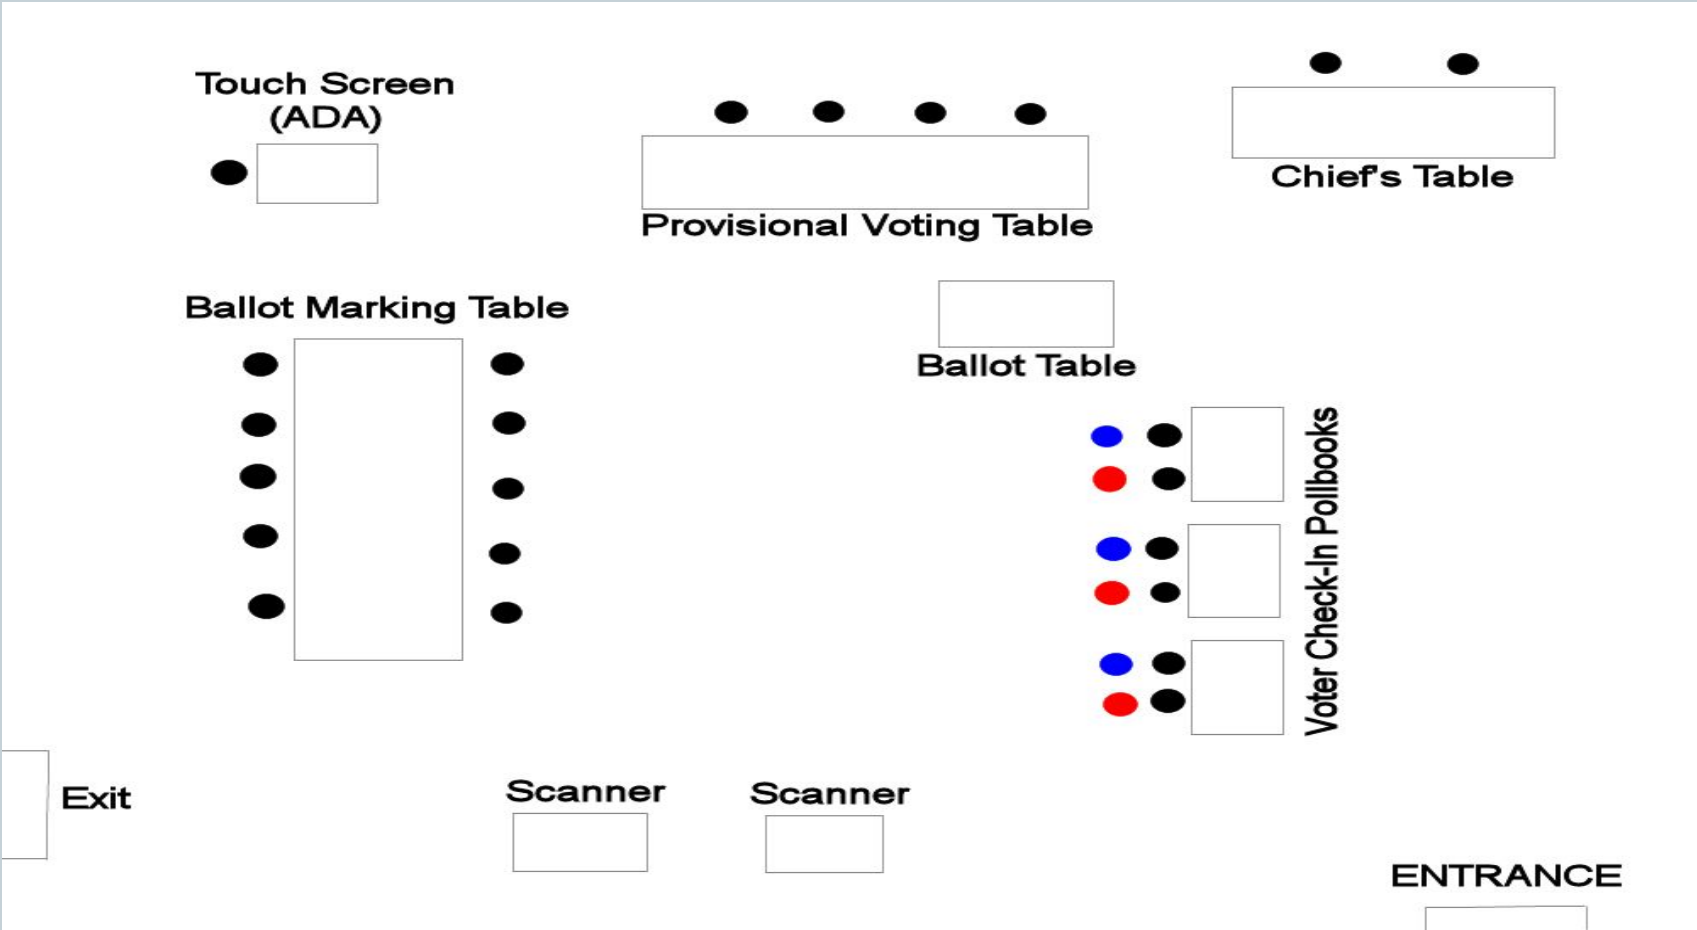 Touch Screen
(ADA)
Chief's Table
Provisional Voting Table
Ballot Marking Table
Ballot Table
Voter Check-In Pollbooks
Exit
Scanner
Scanner
ENTRANCE